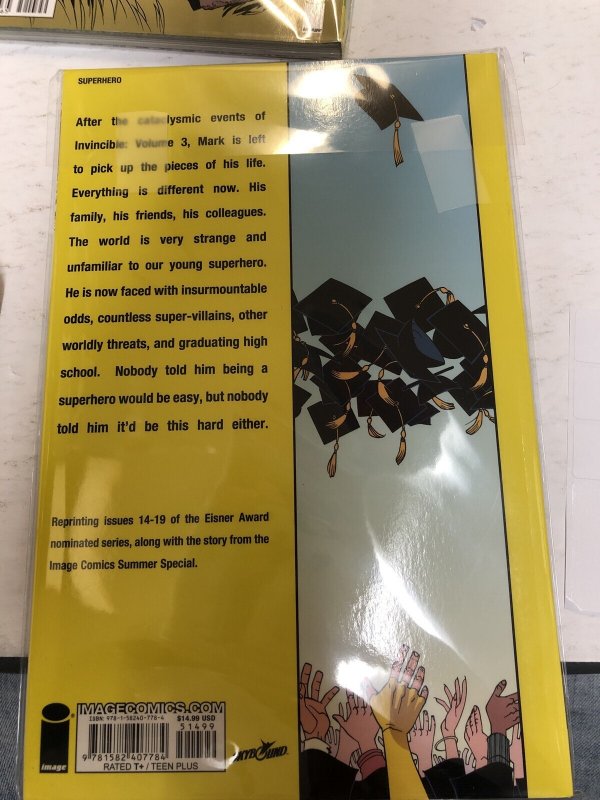 SUPERHERO
After the cataclysmic events of
Invincible: Volume 3, Mark is left
to pick up the pieces of his life.
Everything is different now. His
family, his friends, his colleagues.
The world is very strange and
unfamiliar to our young superhero.
He is now faced with insurmountable
odds, countless super-villains, other
worldly threats, and graduating high
school. Nobody told him being a
superhero would be easy, but nobody
told him it'd be this hard either.
Reprinting issues 14-19 of the Eisner Award
nominated series, along with the story from the
Image Comics Summer Special.
image
IMAGECOMICS.COM
ISBN: 978-1-58240-778-4 $14.99 USD
51499
9 781582 407784
RATED T+ / TEEN PLUS
SKYBOUND